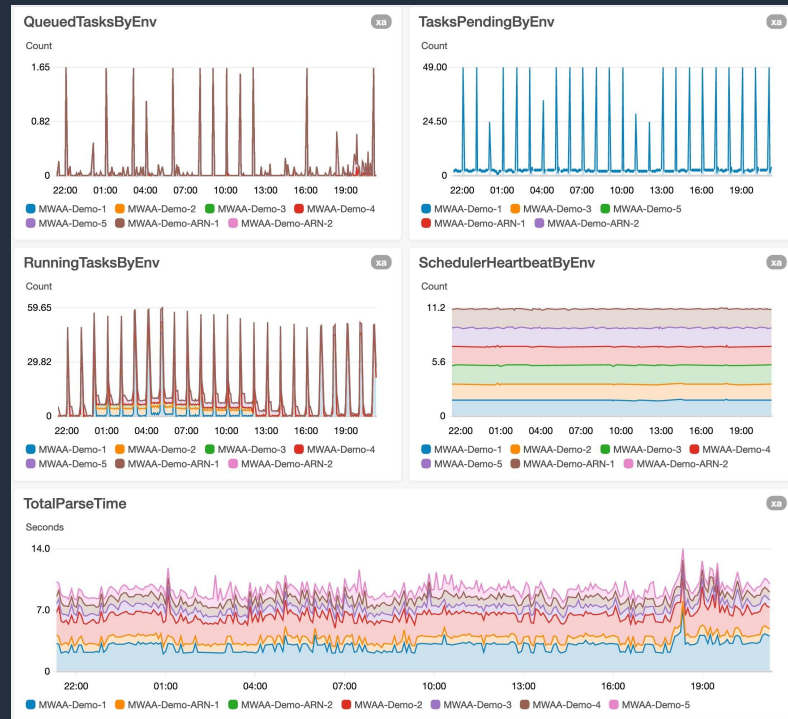 QueuedTasksByEnv
xa
Count
1.65
0.82
0
22:00 01:00 04:00 07:00 10:00 13:00 16:00 19:00
MWAA-Demo-1 MWAA-Demo-2 MWAA-Demo-3 MWAA-Demo-4
MWAA-Demo-5 MWAA-Demo-ARN-1 MWAA-Demo-ARN-2
TasksPendingByEnv
xa
Count
49.00
24.50
0
22:00 01:00 04:00 07:00 10:00 13:00 16:00 19:00
MWAA-Demo-1 MWAA-Demo-3 MWAA-Demo-5
MWAA-Demo-ARN-1 MWAA-Demo-ARN-2
RunningTasksByEnv
xa
Count
59.65
29.82
0
22:00 01:00 04:00 07:00 10:00 13:00 16:00 19:00
MWAA-Demo-1 MWAA-Demo-2 MWAA-Demo-3 MWAA-Demo-4
MWAA-Demo-5 MWAA-Demo-ARN-1 MWAA-Demo-ARN-2
SchedulerHeartbeatByEnv
xa
Count
11.2
5.6
0
22:00 01:00 04:00 07:00 10:00 13:00 16:00 19:00
MWAA-Demo-1 MWAA-Demo-2 MWAA-Demo-3 MWAA-Demo-4
MWAA-Demo-5 MWAA-Demo-ARN-1 MWAA-Demo-ARN-2
TotalParseTime
xa
Seconds
14.0
7.0
0
22:00 01:00 04:00 07:00 10:00 13:00 16:00 19:00
MWAA-Demo-1 MWAA-Demo-ARN-1 MWAA-Demo-ARN-2 MWAA-Demo-2 MWAA-Demo-3 MWAA-Demo-4 MWAA-Demo-5